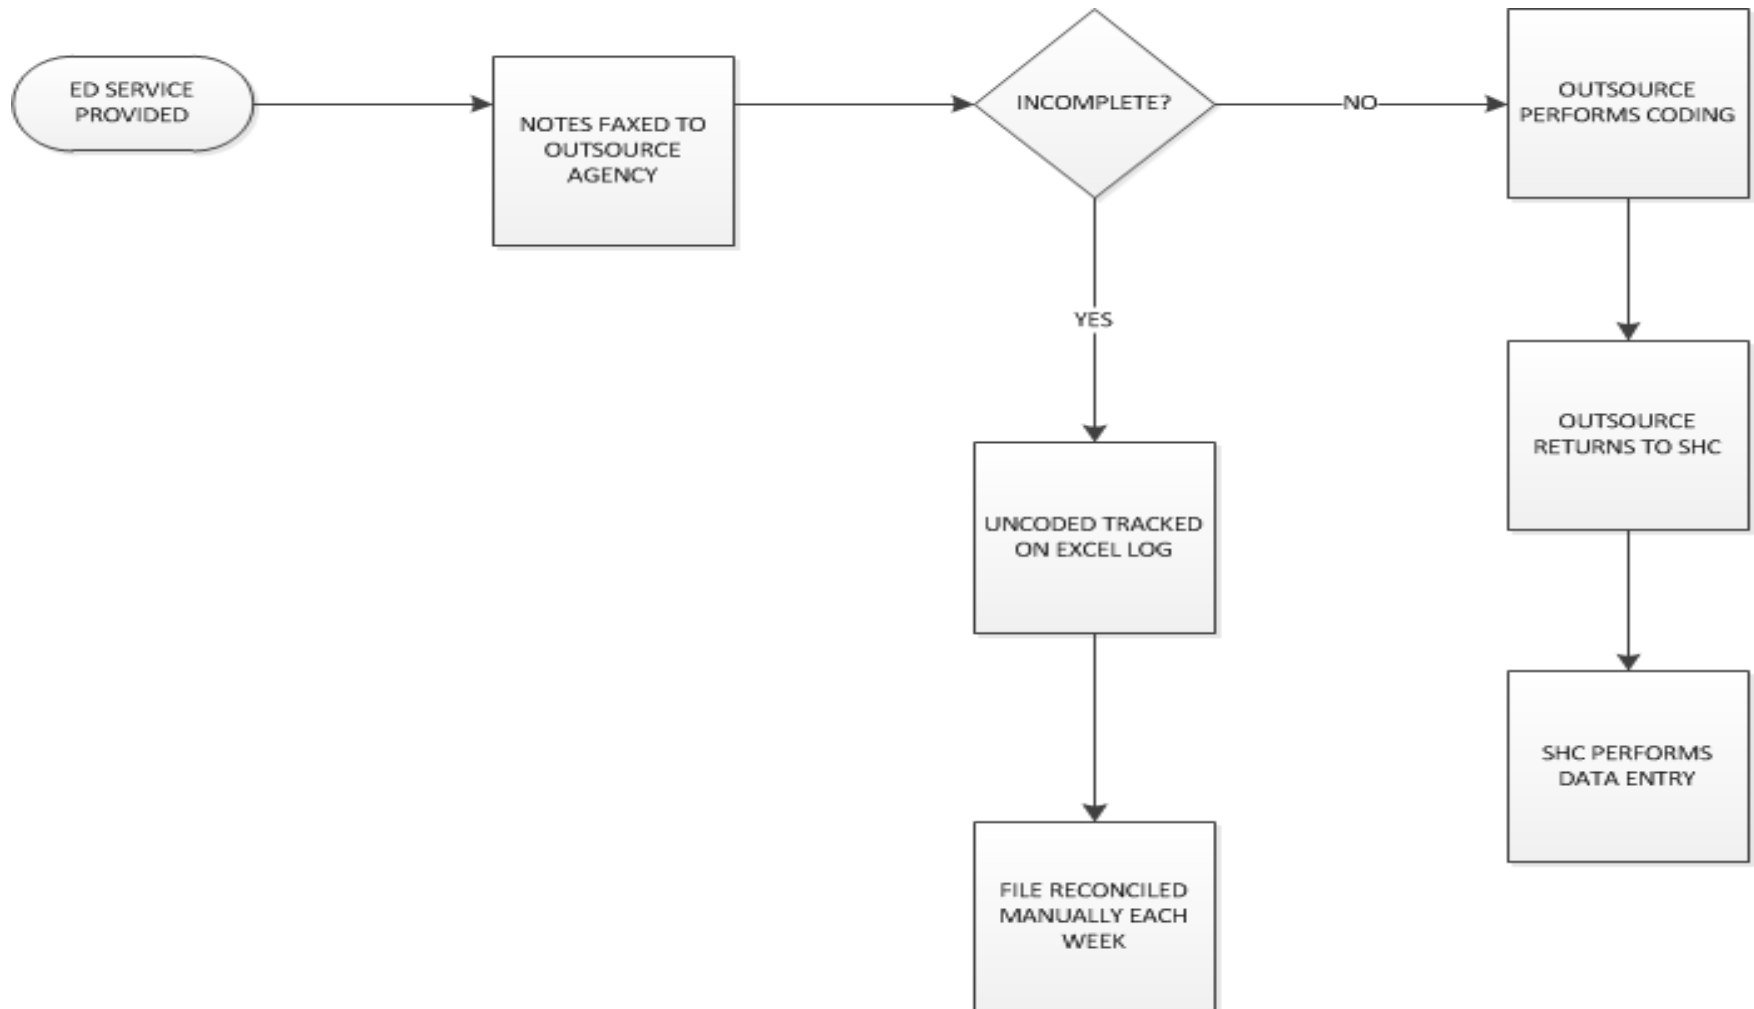 ED SERVICE
PROVIDED
NOTES FAXED TO
OUTSOURCE
AGENCY
INCOMPLETE?
NO
OUTSOURCE
PERFORMS CODING
YES
OUTSOURCE
RETURNS TO SHC
UNCODED TRACKED
ON EXCEL LOG
SHC PERFORMS
DATA ENTRY
FILE RECONCILED
MANUALLY EACH
WEEK